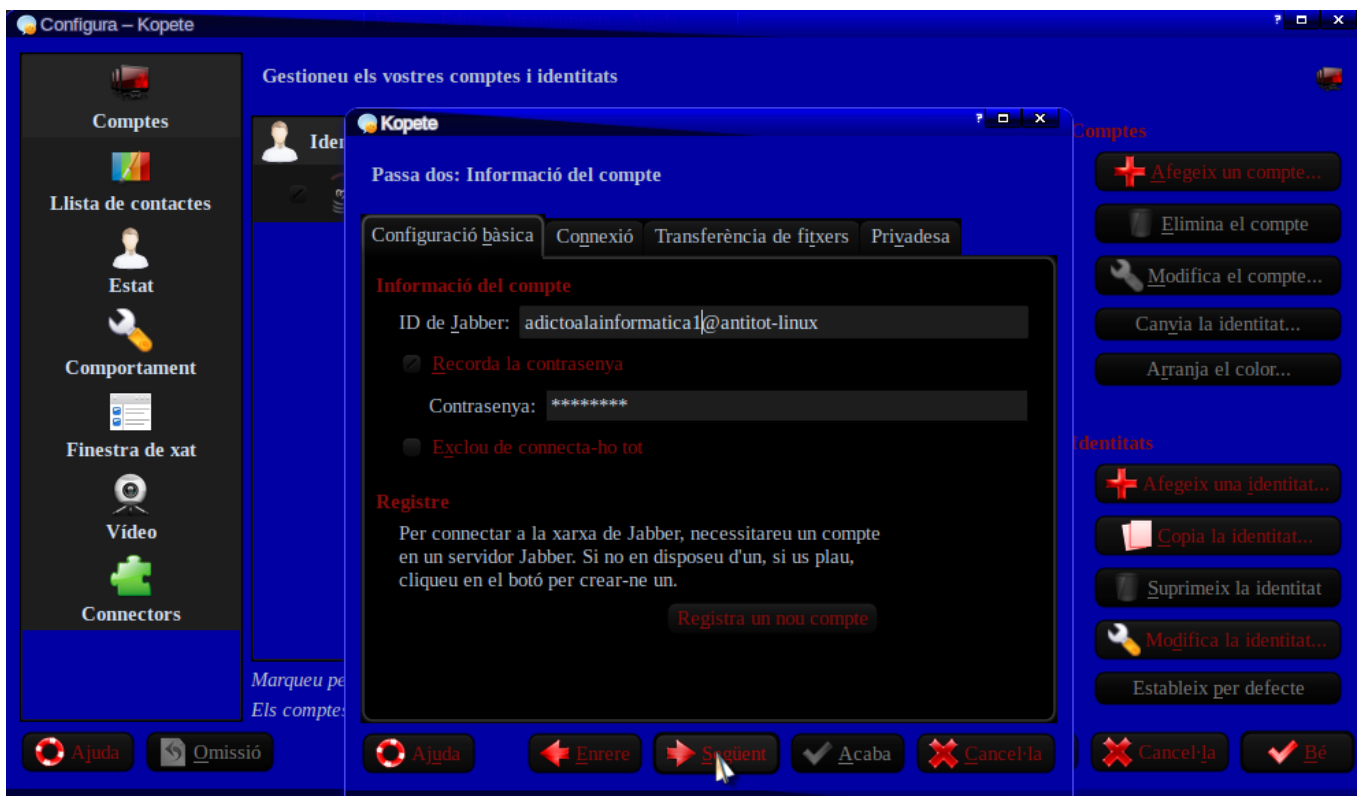 Configura – Kopete
Comptes
Llista de contactes
Estat
Comportament
Finestra de xat
Vídeo
Connectors
Gestioneu els vostres comptes i identitats
Marqueu
Els
Kopete
Passa dos: Informació del compte
Configuració bàsica
Connexió
Transferència de fitxers
Privadesa
Informació del compte
ID de Jabber: adictoalainformatica1@antitot-linux
Recorda la contrasenya
Contrasenya: ********
Exclou de connecta-ho tot
Registre
Per connectar a la xarxa de Jabber, necessitareu un compte
en un servidor Jabber. Si no en disposeu d'un, si us plau,
cliqueu en el botó per crear-ne un.
Registra un nou compte
Ajuda
Enrere
Següent
Acaba
Cancel·la
Comptes
Afegeix un compte...
Elimina el compte
Modifica el compte...
Canvia la identitat...
Arranja el color...
Identitats
Afegeix una identitat...
Copia la identitat...
Suprimeix la identitat
Modifica la identitat...
Estableix per defecte
Ajuda
Omissió
Cancel·la
Bé